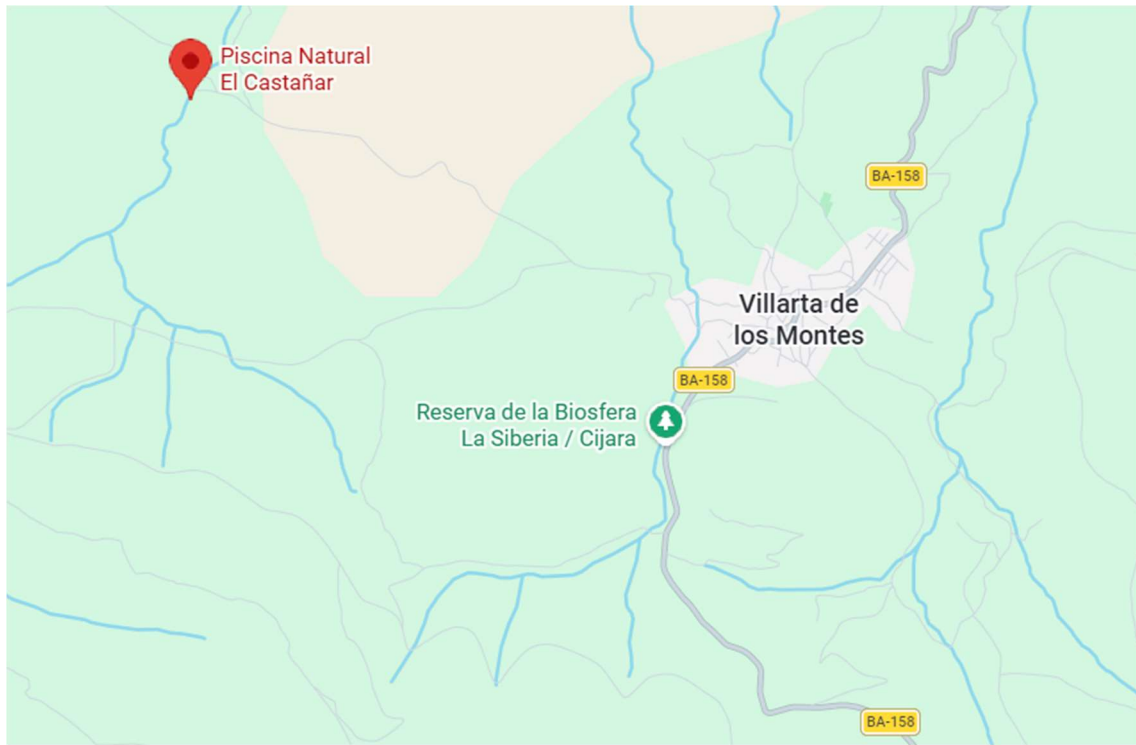 Piscina Natural
El Castañar
BA-158
Villarta de
los Montes
BA-158
Reserva de la Biosfera
La Siberia / Cijara
BA-158